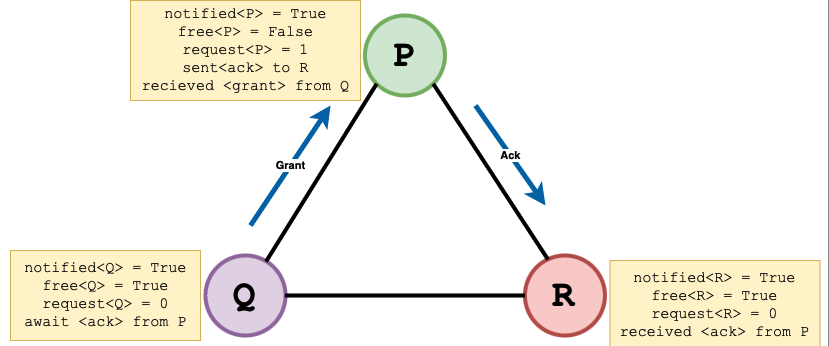 notified<P> = True
free<P> = False
request<P> = 1
sent<ack> to R
recieved <grant> from Q
P
Grant
Ack
notified<Q> = True
free<Q> = True
request<Q> = 0
await <ack> from P
Q
R
notified<R> = True
free<R> = True
request<R> = 0
received <ack> from P